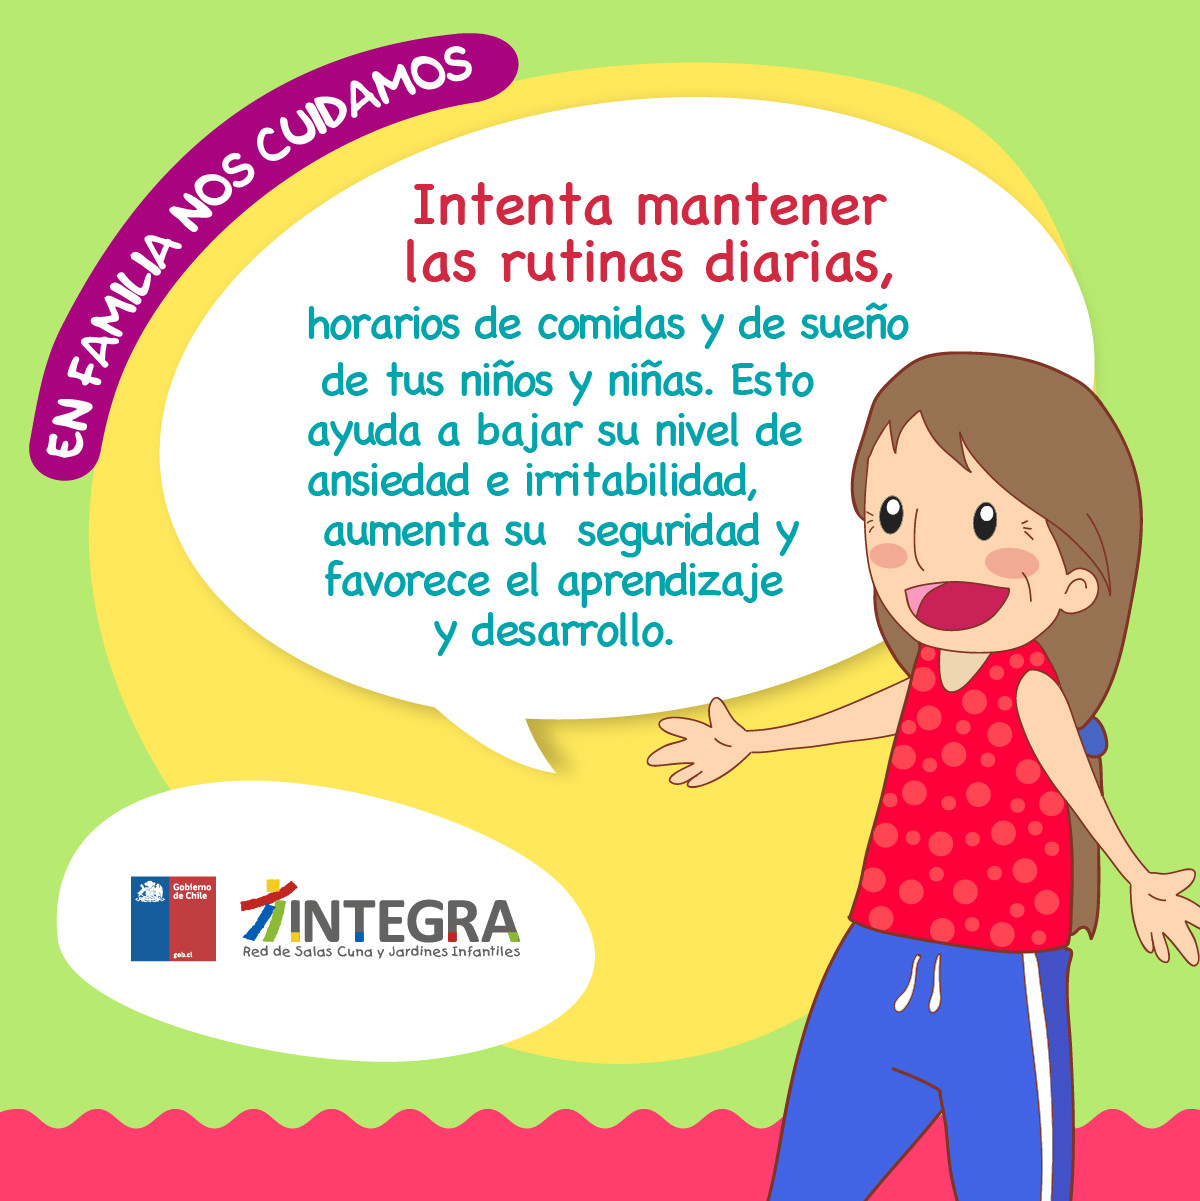 EN FAMILIA NOS CUIDAMOS
Intenta mantener
las rutinas diarias,
horarios de comidas y de sueño
de tus niños y niñas. Esto
ayuda a bajar su nivel de
ansiedad e irritabilidad,
aumenta su seguridad y
favorece el aprendizaje
y desarrollo.
Gobierno
de Chile
gob.cl
INTEGRA
Red de Salas Cuna y Jardines Infantiles